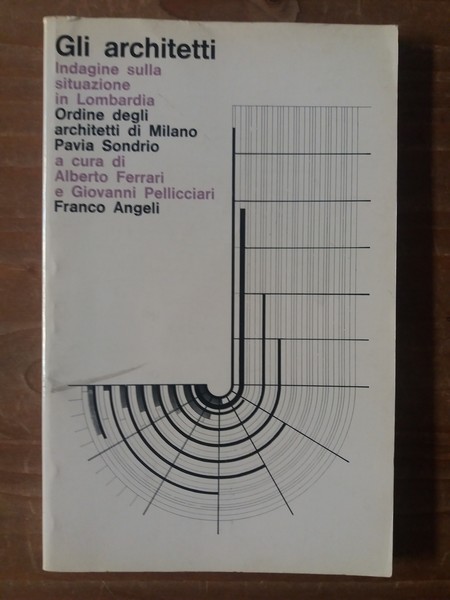 Gli architetti
Indagine sulla
situazione
in Lombardia
Ordine degli
architetti di Milano
Pavia Sondrio
a cura di
Alberto Ferrari
e Giovanni Pellicciari
Franco Angeli